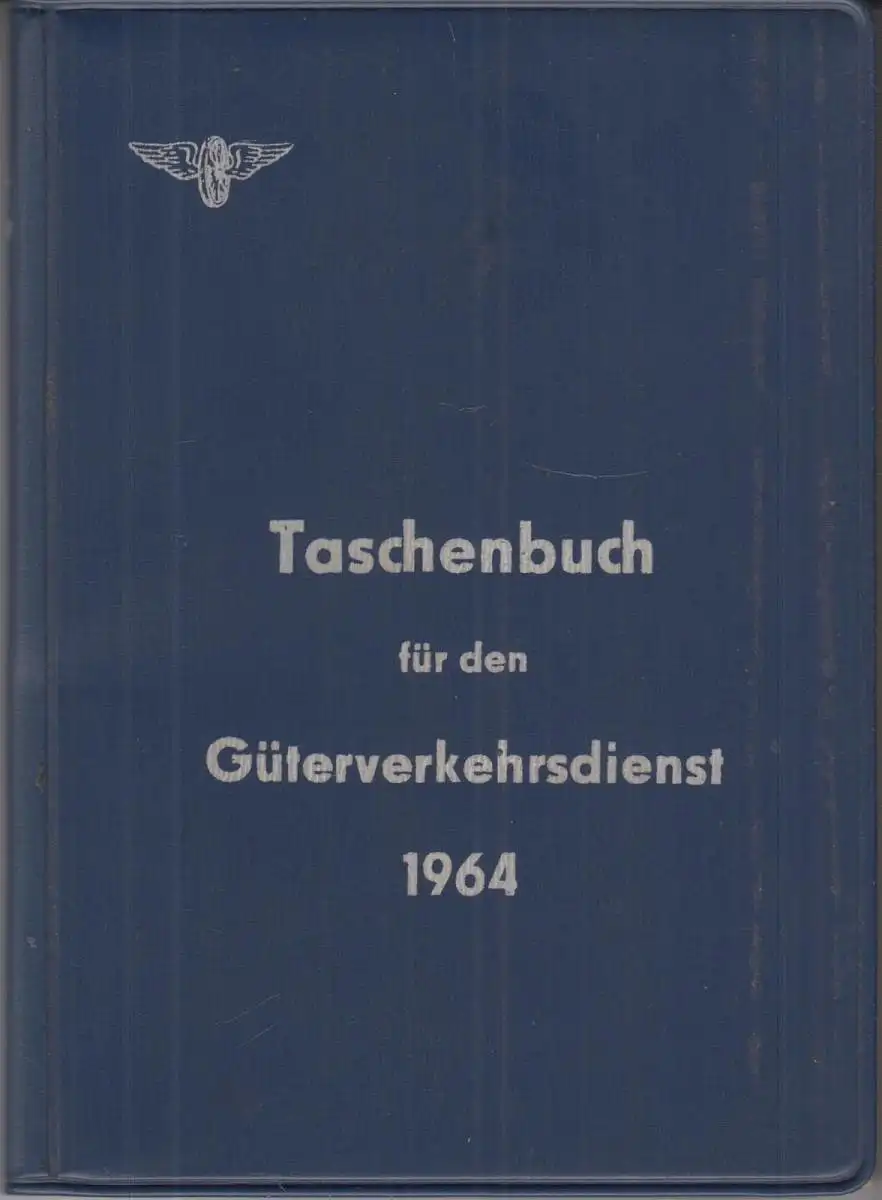 Taschenbuch
für den
Güterverkehrsdienst
1964